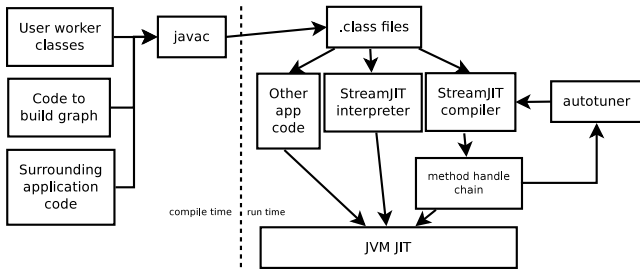 User worker
classes
javac
.class files
Code to
build graph
Other
app
code
StreamJIT
interpreter
StreamJIT
compiler
autotuner
Surrounding
application
code
method handle
chain
compile time
run time
JVM JIT